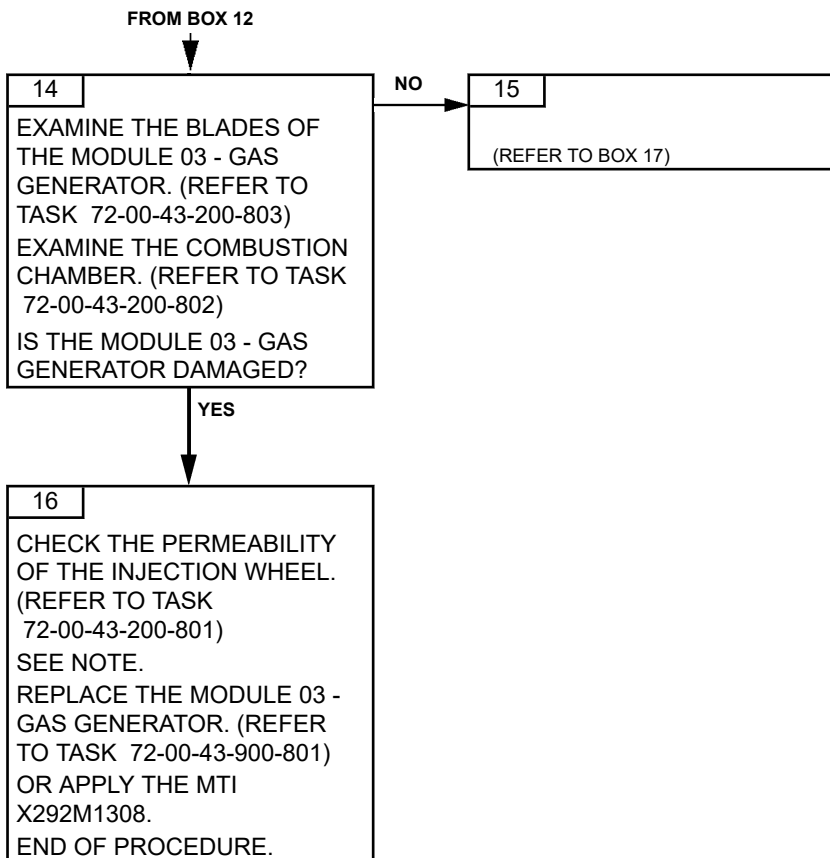 FROM BOX 12
14
EXAMINE THE BLADES OF
THE MODULE 03 - GAS
GENERATOR. (REFER TO
TASK 72-00-43-200-803)
EXAMINE THE COMBUSTION
CHAMBER. (REFER TO TASK
72-00-43-200-802)
IS THE MODULE 03 - GAS
GENERATOR DAMAGED?
NO
15
(REFER TO BOX 17)
YES
16
CHECK THE PERMEABILITY
OF THE INJECTION WHEEL.
(REFER TO TASK
72-00-43-200-801)
SEE NOTE.
REPLACE THE MODULE 03 -
GAS GENERATOR. (REFER
TO TASK 72-00-43-900-801)
OR APPLY THE MTI
X292M1308.
END OF PROCEDURE.